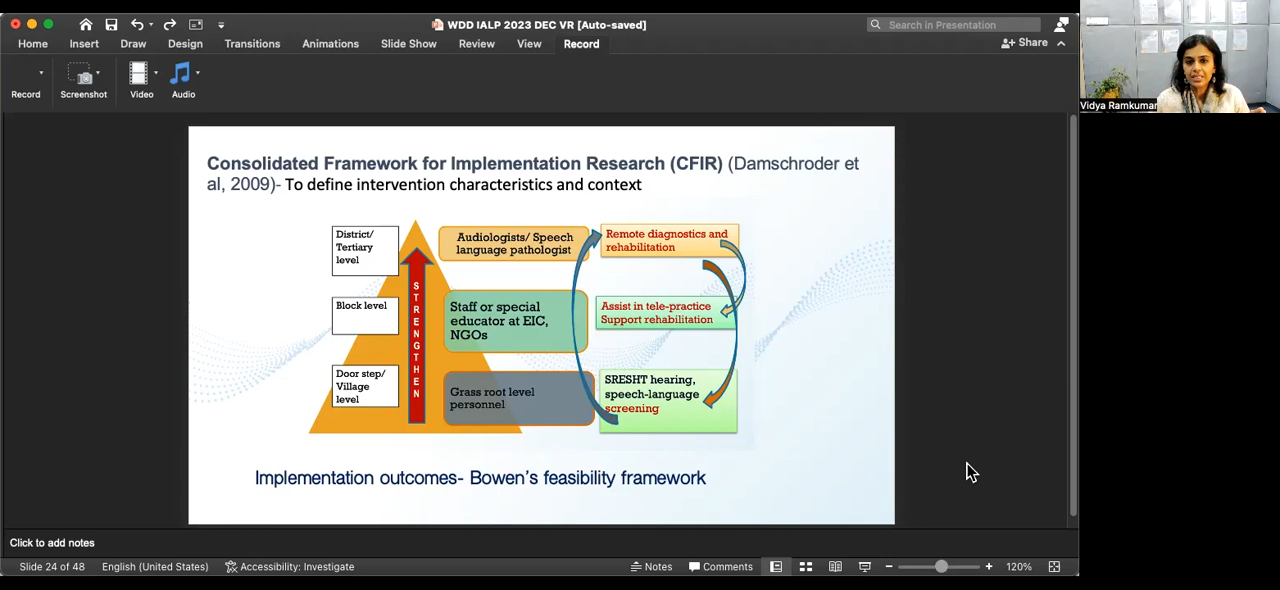 WDD IALP 2023 DEC VR [Auto-saved]
Search in Presentation
Home Insert Draw Design Transitions Animations Slide Show Review View Record
Share
Record Screenshot Video Audio
Vidya Ramkumar
Consolidated Framework for Implementation Research (CFIR) (Damschroder et
al, 2009)- To define intervention characteristics and context
District/
Tertiary
level
Audiologists/ Speech
language pathologist
Remote diagnostics and
rehabilitation
STRENGTHEN
Block level
Staff or special
educator at EIC,
NGOs
Assist in tele-practice
Support rehabilitation
Door step/
Village
level
Grass root level
personnel
SRESHT hearing,
speech-language
screening
Implementation outcomes- Bowen's feasibility framework
Click to add notes
Slide 24 of 48 English (United States) Accessibility: Investigate Notes Comments 120%